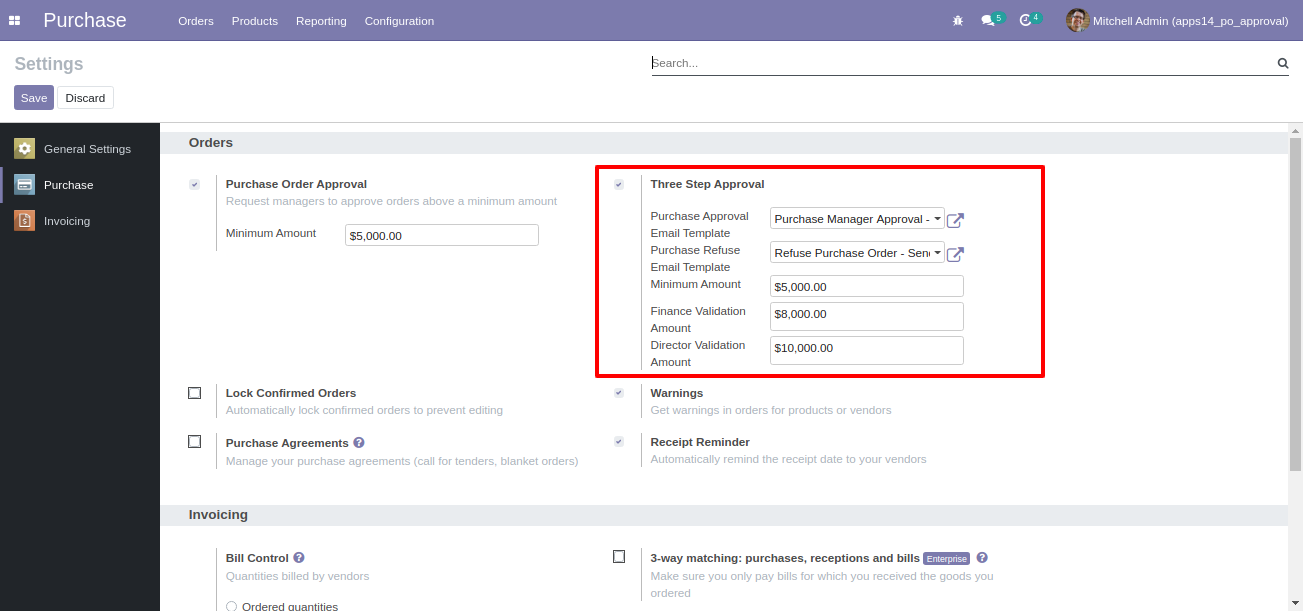 Purchase
Orders Products Reporting Configuration
5
4
Mitchell Admin (apps14_po_approval)
Settings
Search...
Save Discard
General Settings
Purchase
Invoicing
Orders
Purchase Order Approval
Request managers to approve orders above a minimum amount
Minimum Amount $5,000.00
Three Step Approval
Purchase Approval
Email Template
Purchase Manager Approval -
Purchase Refuse
Email Template
Refuse Purchase Order - Send
Minimum Amount $5,000.00
Finance Validation
Amount
$8,000.00
Director Validation
Amount
$10,000.00
Lock Confirmed Orders
Automatically lock confirmed orders to prevent editing
Warnings
Get warnings in orders for products or vendors
Purchase Agreements ?
Manage your purchase agreements (call for tenders, blanket orders)
Receipt Reminder
Automatically remind the receipt date to your vendors
Invoicing
Bill Control ?
Quantities billed by vendors
Ordered quantities
3-way matching: purchases, receptions and bills Enterprise ?
Make sure you only pay bills for which you received the goods you
ordered